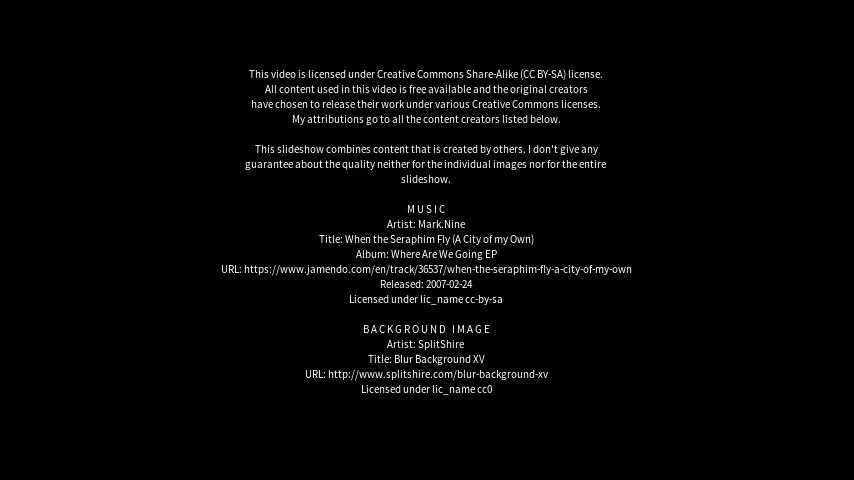 This video is licensed under Creative Commons Share-Alike (CC BY-SA) license.
All content used in this video is free available and the original creators
have chosen to release their work under various Creative Commons licenses.
My attributions go to all the content creators listed below.
This slideshow combines content that is created by others. I don't give any
guarantee about the quality neither for the individual images nor for the entire
slideshow.
MUSIC
Artist: Mark.Nine
Title: When the Seraphim Fly (A City of my Own)
Album: Where Are We Going EP
URL: https://www.jamendo.com/en/track/36537/when-the-seraphim-fly-a-city-of-my-own
Released: 2007-02-24
Licensed under lic_name cc-by-sa
BACKGROUND IMAGE
Artist: SplitShire
Title: Blur Background XV
URL: http://www.splitshire.com/blur-background-xv
Licensed under lic_name cc0